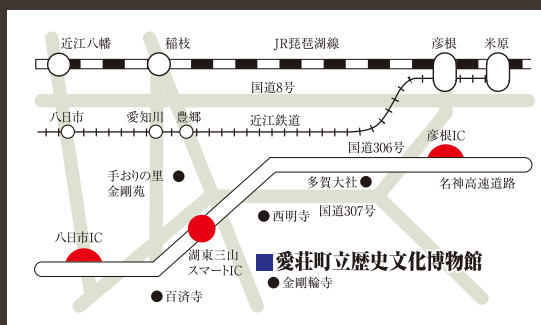 近江八幡
稲枝
JR琵琶湖線
彦根
米原
国道8号
八日市
愛知川
豊郷
近江鉄道
国道306号
彦根IC
手おりの里
金剛苑
多賀大社
名神高速道路
西明寺
国道307号
八日市IC
湖東三山
スマートIC
愛荘町立歴史文化博物館
金剛輪寺
百済寺